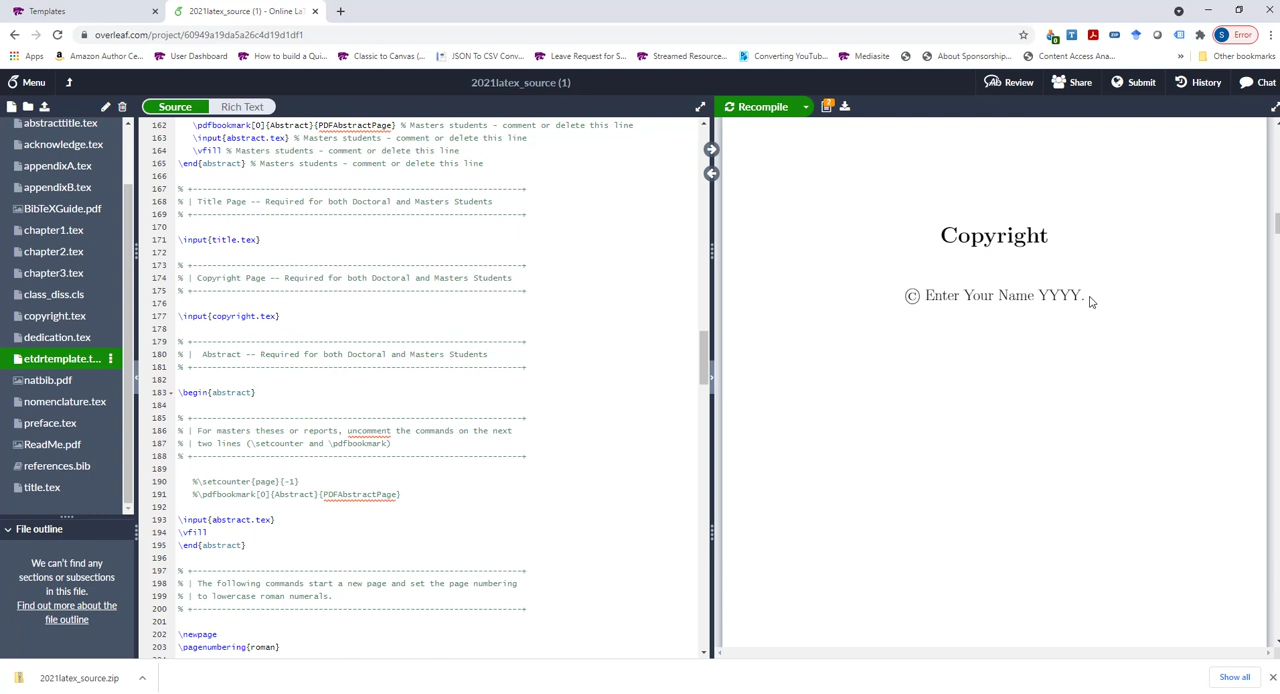 Templates
2021latex_source (1) - Online La
overleaf.com/project/60949a19da5a26c4d19d1df1
Error
Apps
Amazon Author Ce...
User Dashboard
How to build a Qui...
Classic to Canvas (...
JSON TO CSV Conv...
Leave Request for S...
Streamed Resource...
Converting YouTub...
Mediasite
About Sponsorship...
Content Access Ana...
Other bookmarks
Menu
2021latex_source (1)
Review
Share
Submit
History
Chat
Source
Rich Text
Recompile
abstracttitle.tex
acknowledge.tex
appendixA.tex
appendixB.tex
BibTeXGuide.pdf
chapter1.tex
chapter2.tex
chapter3.tex
class_diss.cls
copyright.tex
dedication.tex
etdrtemplate.t...
natbib.pdf
nomenclature.tex
preface.tex
ReadMe.pdf
references.bib
title.tex
File outline
We can't find any
sections or subsections
in this file.
Find out more about the
file outline
162 \pdfbookmark[0]{Abstract}{PDFAbstractPage} % Masters students - comment or delete this line
163 \input{abstract.tex} % Masters students - comment or delete this line
164 \vfill % Masters students - comment or delete this line
165 \end{abstract} % Masters students - comment or delete this line
166
167 % +-----------------------------------------------------------------+
168 % | Title Page -- Required for both Doctoral and Masters Students
169 % +-----------------------------------------------------------------+
170
171 \input{title.tex}
172
173 % +-----------------------------------------------------------------+
174 % | Copyright Page -- Required for both Doctoral and Masters Students
175 % +-----------------------------------------------------------------+
176
177 \input{copyright.tex}
178
179 % +-----------------------------------------------------------------+
180 % | Abstract -- Required for both Doctoral and Masters Students
181 % +-----------------------------------------------------------------+
182
183 \begin{abstract}
184
185 % +-----------------------------------------------------------------+
186 % | For masters theses or reports, uncomment the commands on the next
187 % | two lines (\setcounter and \pdfbookmark)
188 % +-----------------------------------------------------------------+
189
190 %\setcounter{page}{-1}
191 %\pdfbookmark[0]{Abstract}{PDFAbstractPage}
192
193 \input{abstract.tex}
194 \vfill
195 \end{abstract}
196
197 % +-----------------------------------------------------------------+
198 % | The following commands start a new page and set the page numbering
199 % | to lowercase roman numerals.
200 % +-----------------------------------------------------------------+
201
202 \newpage
203 \pagenumbering{roman}
Copyright
© Enter Your Name YYYY.
2021latex_source.zip
Show all